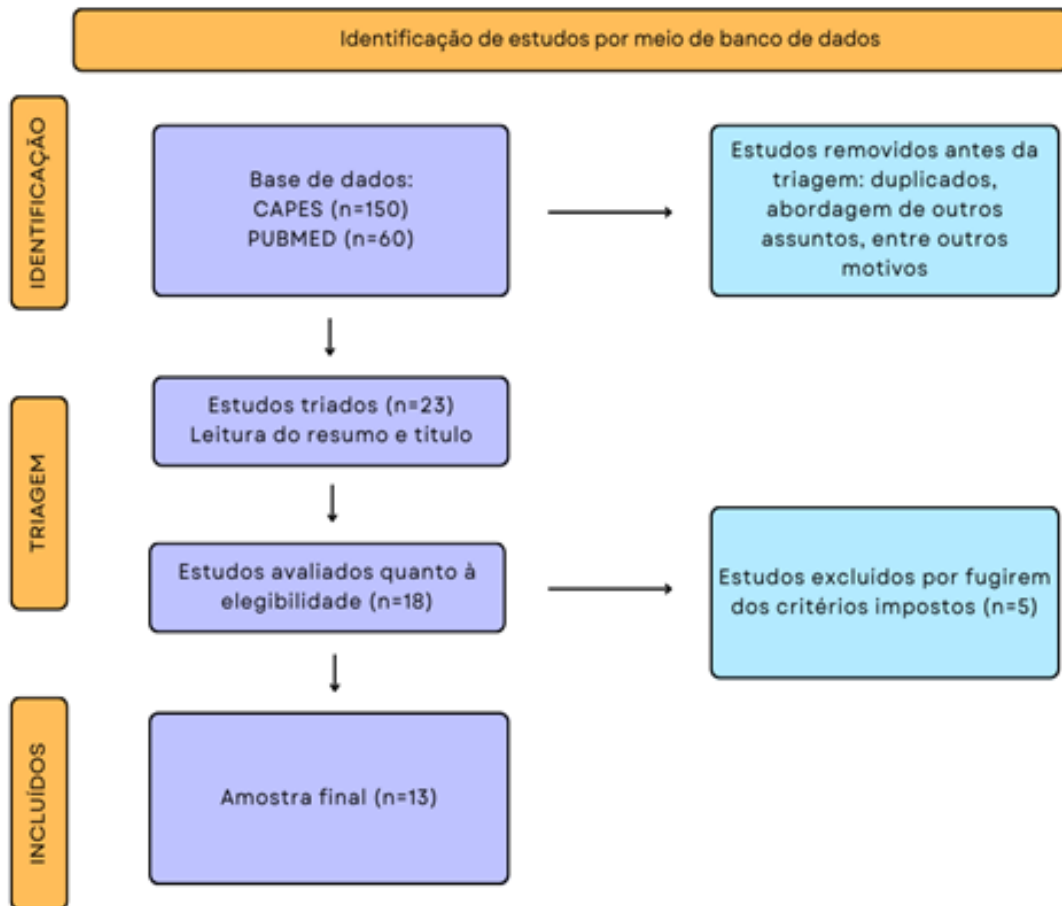 Identificação de estudos por meio de banco de dados
IDENTIFICAÇÃO
Base de dados:
CAPES (n=150)
PUBMED (n=60)
Estudos removidos antes da
triagem: duplicados,
abordagem de outros
assuntos, entre outros
motivos
TRIAGEM
Estudos triados (n=23)
Leitura do resumo e título
Estudos avaliados quanto à
elegibilidade (n=18)
Estudos excluidos por fugirem
dos critérios impostos (n=5)
INCLUÍDOS
Amostra final (n=13)